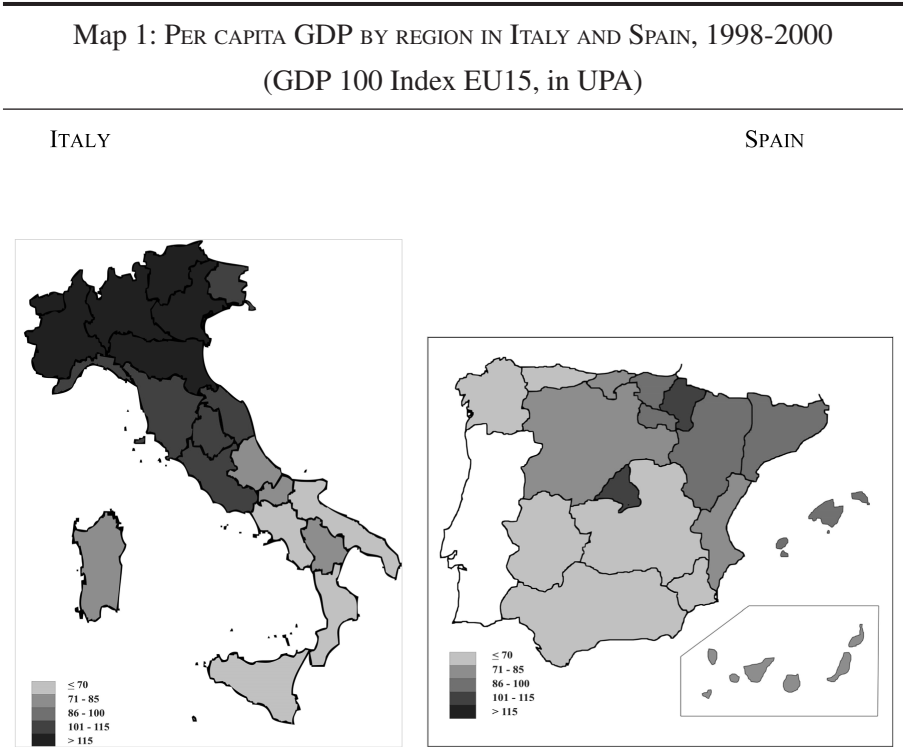 Map 1: Per capita GDP by region in Italy and Spain, 1998-2000
(GDP 100 Index EU15, in UPA)
Italy
Spain
≤ 70
71 - 85
86 - 100
101 - 115
> 115
≤ 70
71 - 85
86 - 100
101 - 115
> 115